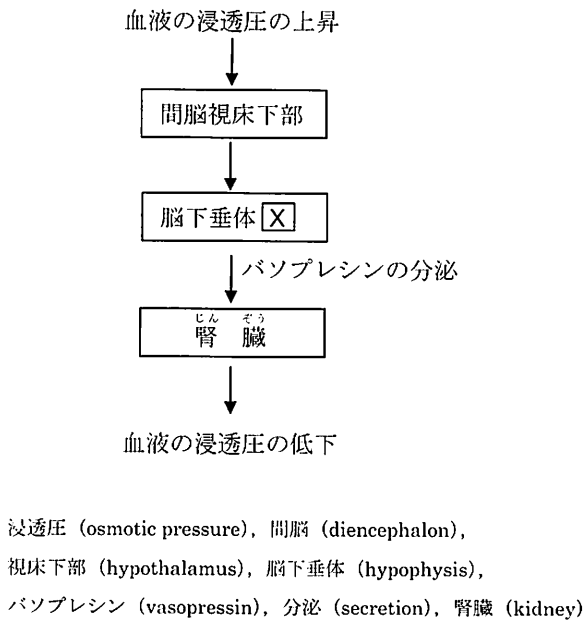 血液の浸透圧の上昇
間脳視床下部
脳下垂体 X
バソプレシンの分泌
じん ぞう
腎 臓
血液の浸透圧の低下
浸透圧 (osmotic pressure), 間脳 (diencephalon),
視床下部 (hypothalamus), 脳下垂体 (hypophysis),
バソプレシン (vasopressin), 分泌 (secretion), 腎臓 (kidney)